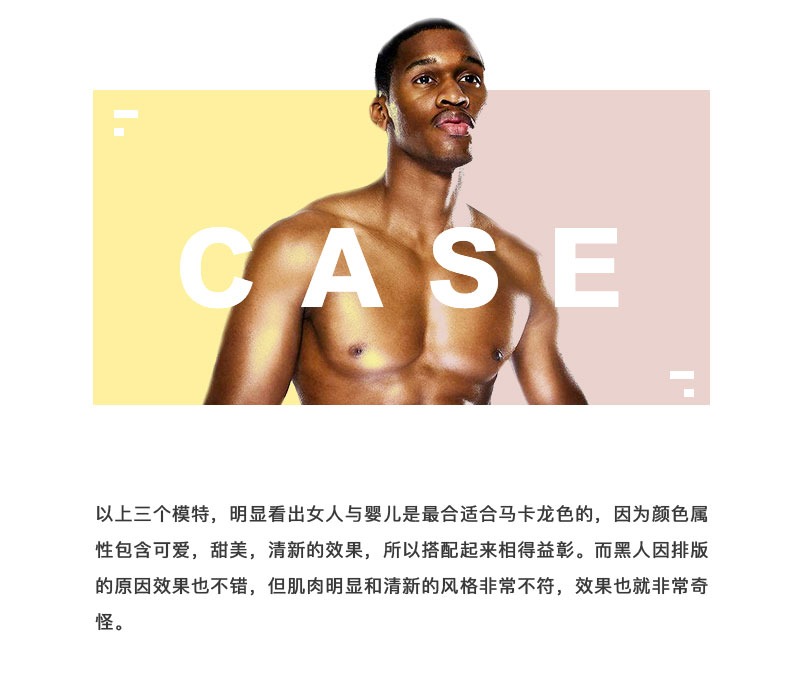 CASE
以上三个模特，明显看出女人与婴儿是最合适合马卡龙色的，因为颜色属
性包含可爱，甜美，清新的效果，所以搭配起来相得益彰。而黑人因排版
的原因效果也不错，但肌肉明显和清新的风格非常不符，效果也就非常奇
怪。